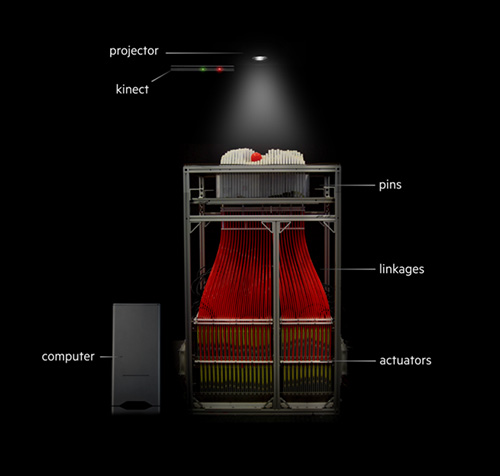 projector
kinect
pins
linkages
computer
actuators